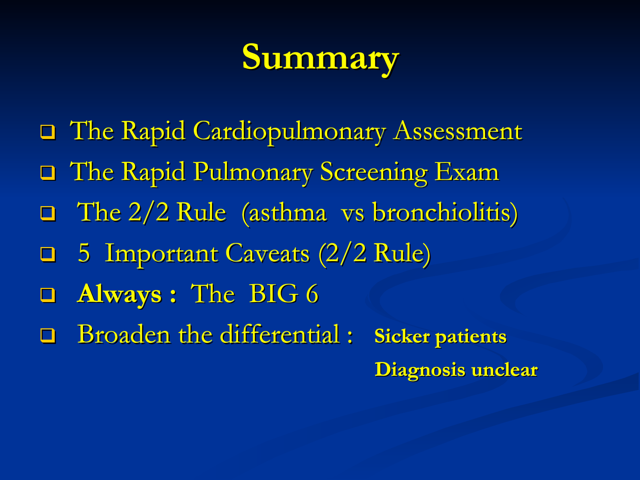 Summary
The Rapid Cardiopulmonary Assessment
The Rapid Pulmonary Screening Exam
The 2/2 Rule (asthma vs bronchiolitis)
5 Important Caveats (2/2 Rule)
Always : The BIG 6
Broaden the differential : Sicker patients
Diagnosis unclear